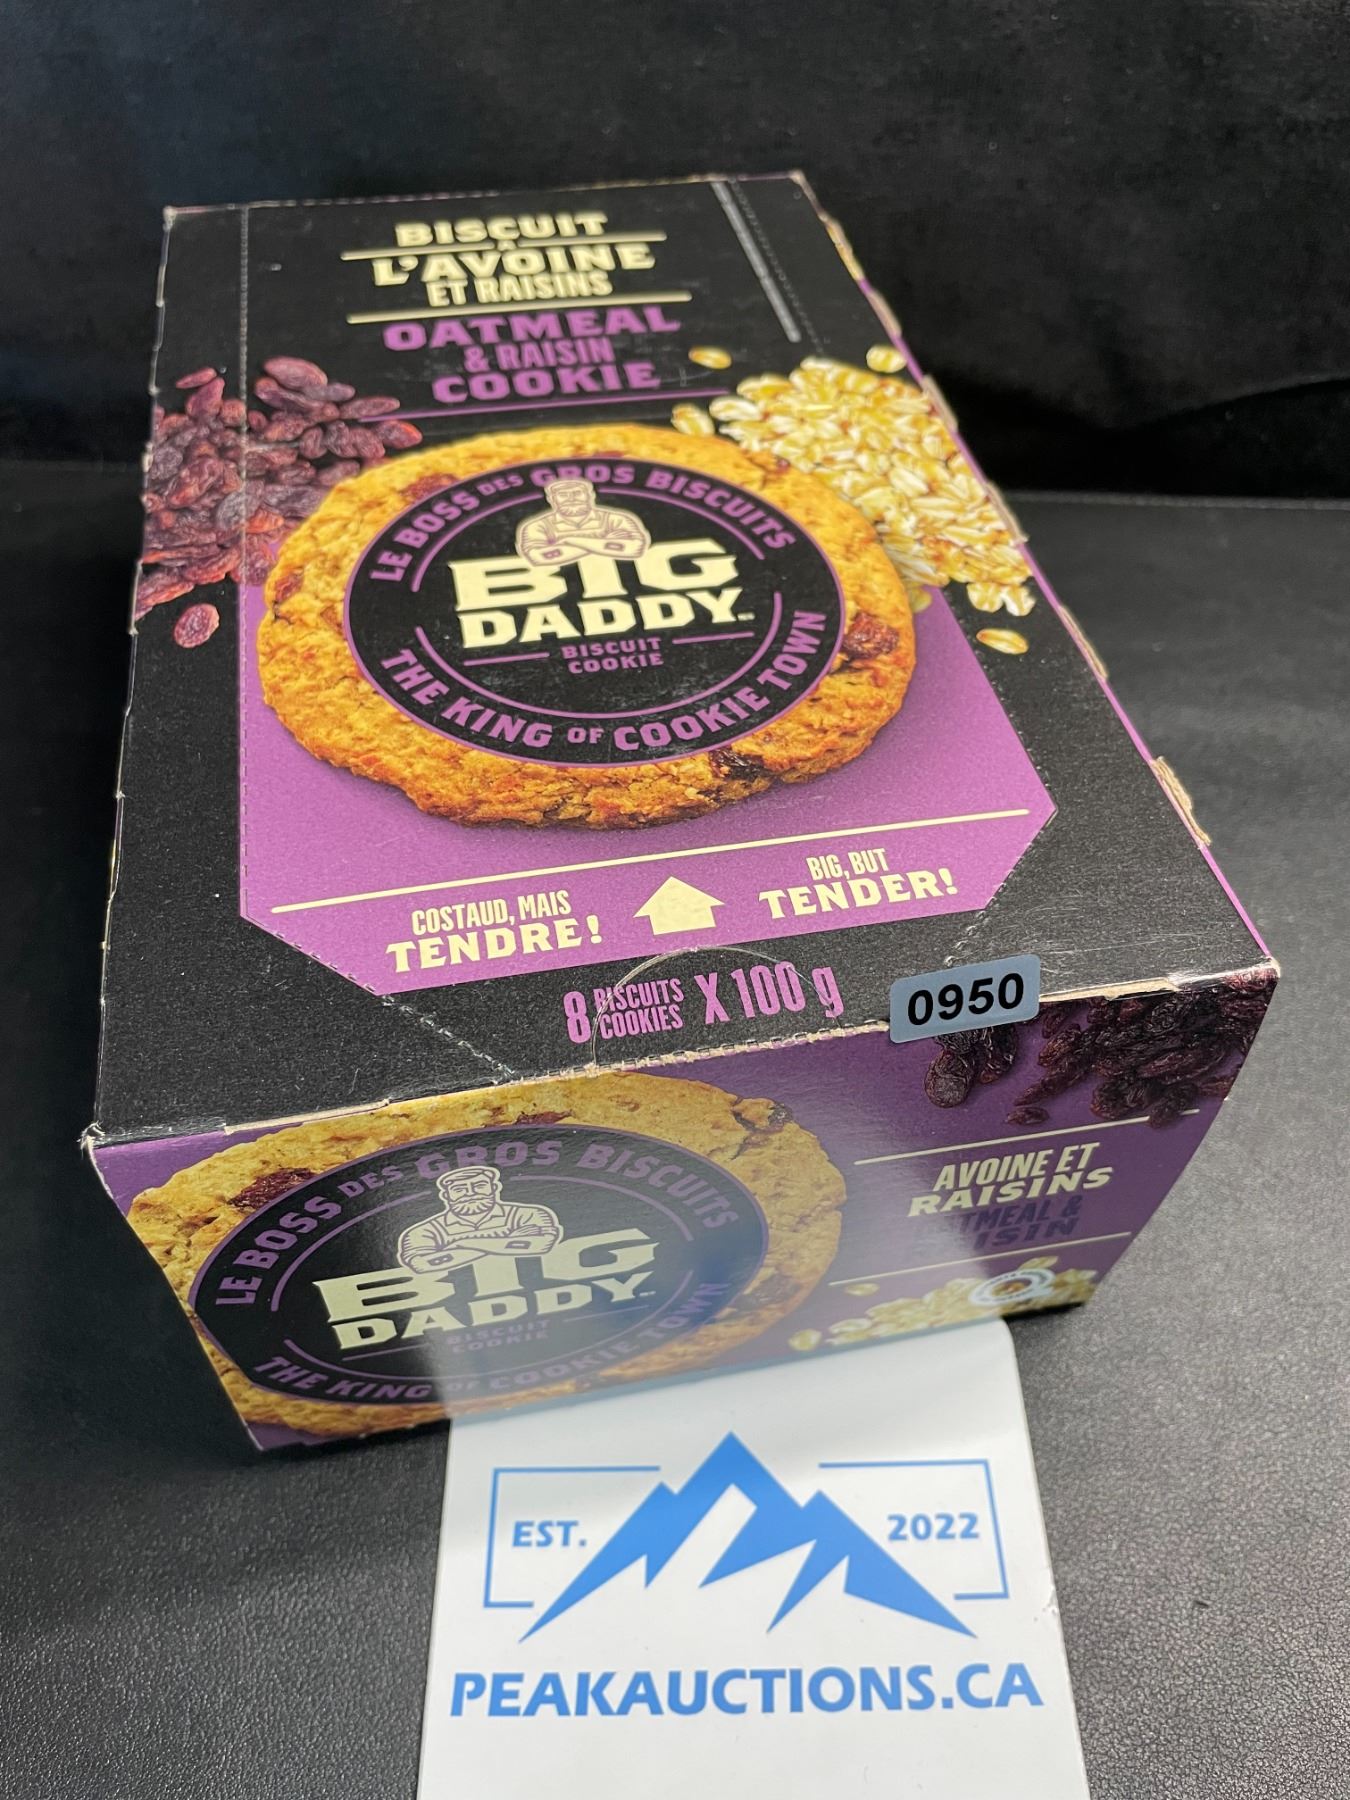 BISCUIT
À
L'AVOINE
ET RAISINS
OATMEAL
& RAISIN
COOKIE
LE BOSS DES GROS BISCUITS
BIG
DADDY
BISCUIT
COOKIE
THE KING OF COOKIE TOWN
COSTAUD, MAIS
TENDRE!
BIG, BUT
TENDER!
8 BISCUITS COOKIES X 100 g
0950
LE BOSS DES GROS BISCUITS
BIG
DADDY
BISCUIT
COOKIE
THE KING OF COOKIE TOWN
AVOINE ET
RAISINS
EST. 2022
PEAKAUCTIONS.CA